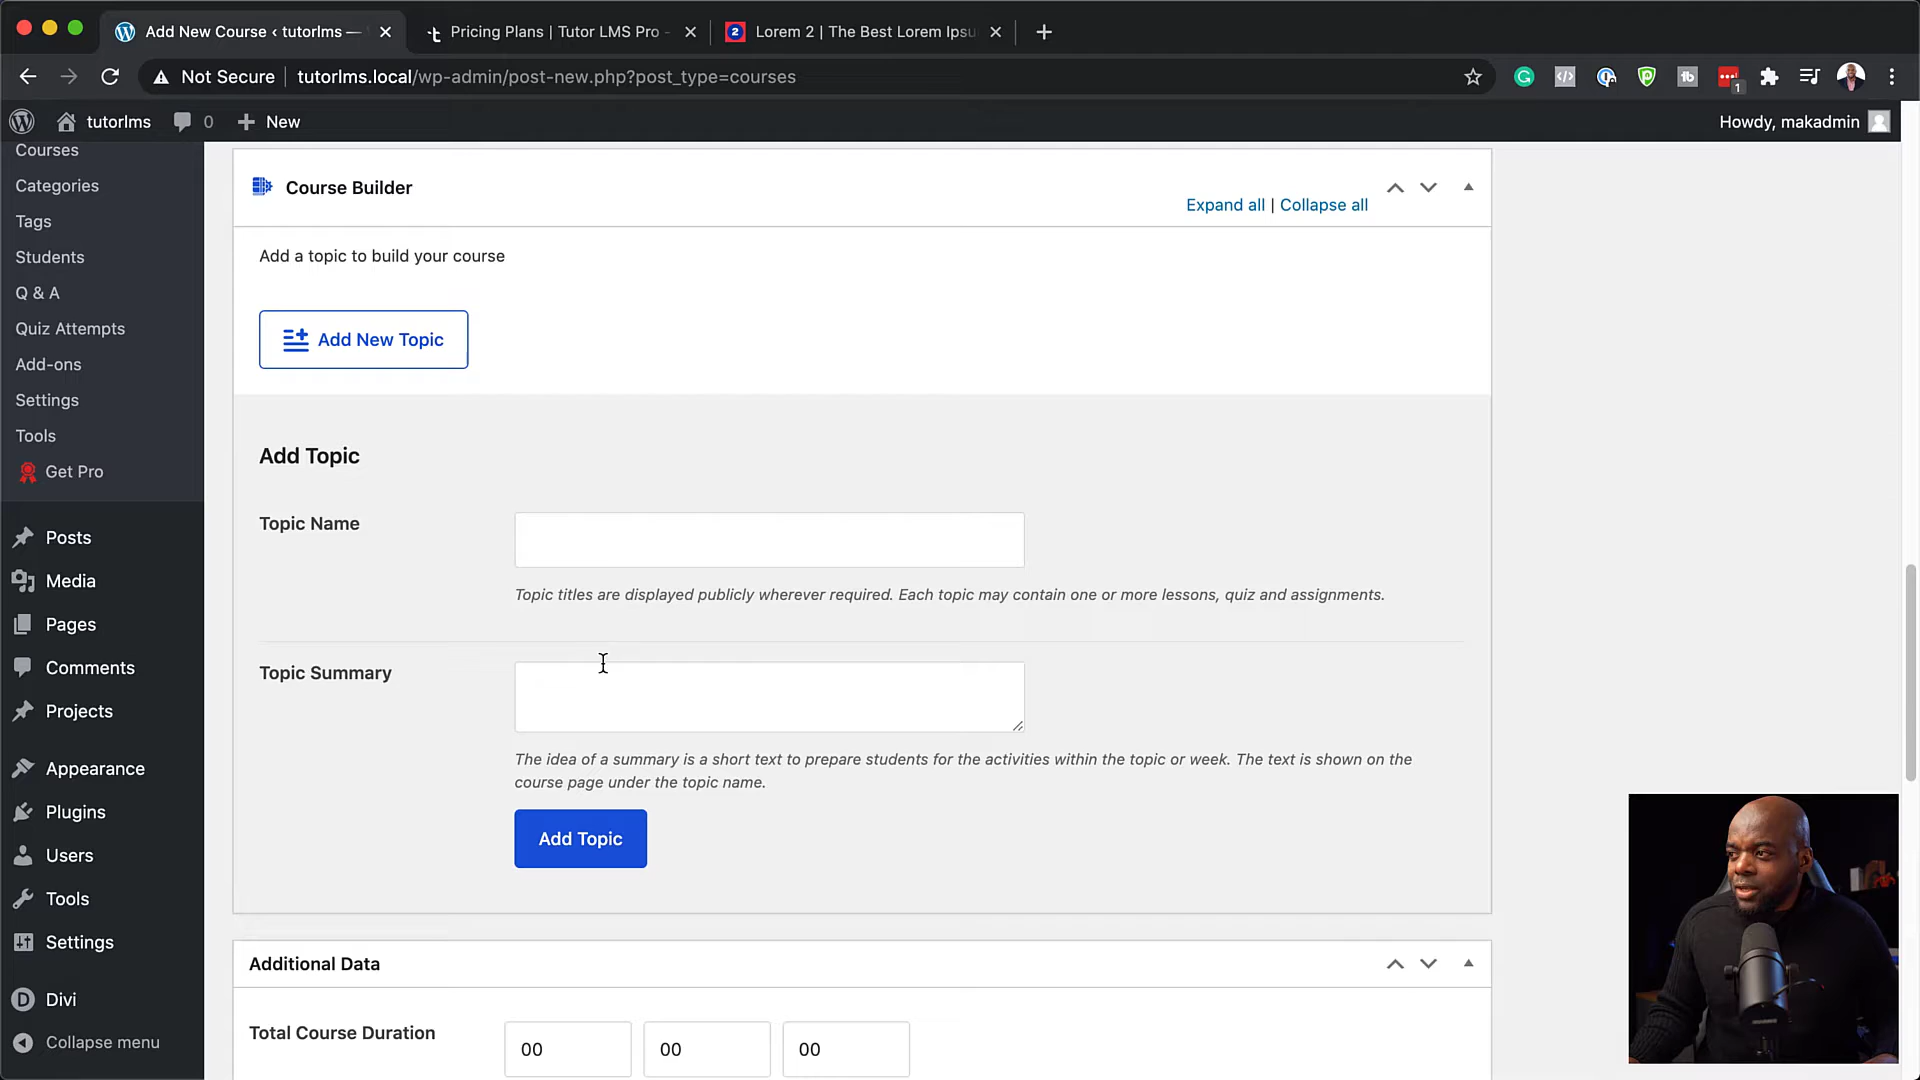 Add New Course ‹ tutorlms —
Pricing Plans | Tutor LMS Pro -
2
Lorem 2 | The Best Lorem Ipsu
Not Secure
tutorlms.local/wp-admin/post-new.php?post_type=courses
1
tutorlms
0
New
Howdy, makadmin
Courses
Categories
Tags
Students
Q & A
Quiz Attempts
Add-ons
Settings
Tools
Get Pro
Posts
Media
Pages
Comments
Projects
Appearance
Plugins
Users
Tools
Settings
Divi
Collapse menu
Course Builder
Expand all | Collapse all
Add a topic to build your course
Add New Topic
Add Topic
Topic Name
Topic titles are displayed publicly wherever required. Each topic may contain one or more lessons, quiz and assignments.
Topic Summary
The idea of a summary is a short text to prepare students for the activities within the topic or week. The text is shown on the
course page under the topic name.
Add Topic
Additional Data
Total Course Duration
00
00
00